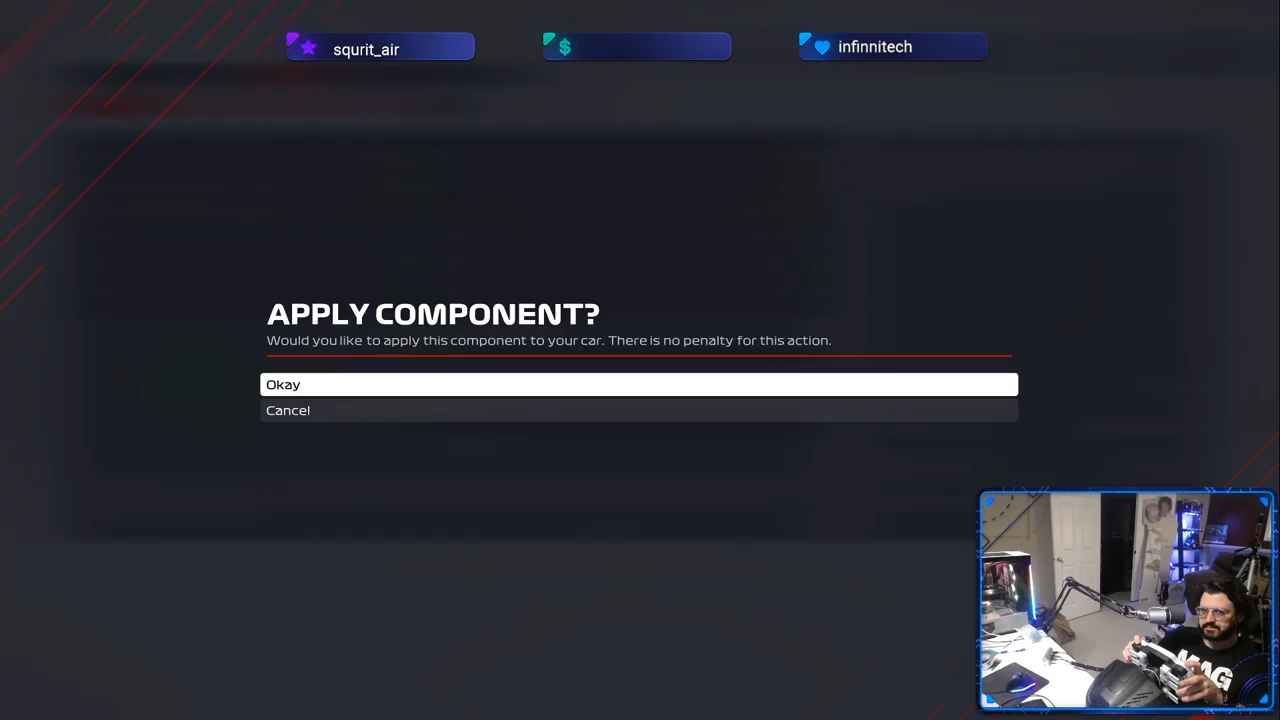 squrit_air
$
infinnitech
APPLY COMPONENT?
Would you like to apply this component to your car. There is no penalty for this action.
Okay
Cancel
MAG